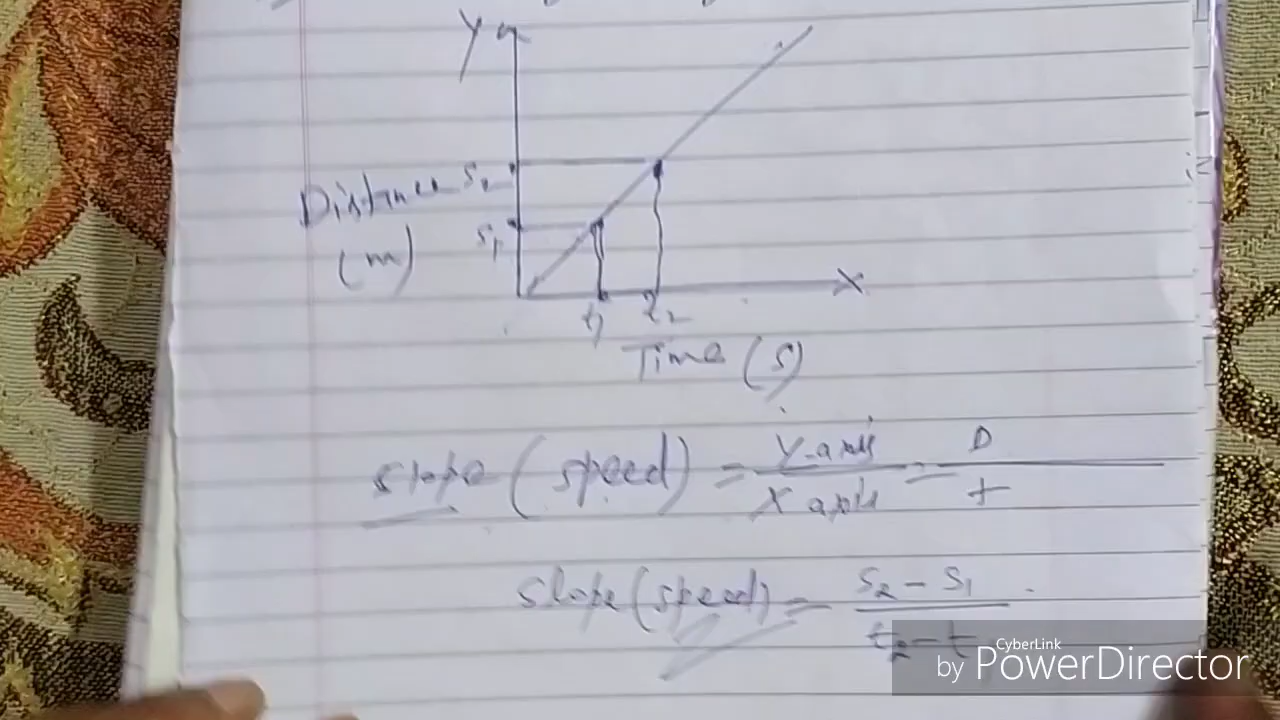 Y
Distance S2
(m) S1
X
t1 t2
Time (s)
slope (speed) = Y-axis / X axis = D / t
slope (speed) = S2 - S1 / t2 - t
CyberLink
by PowerDirector